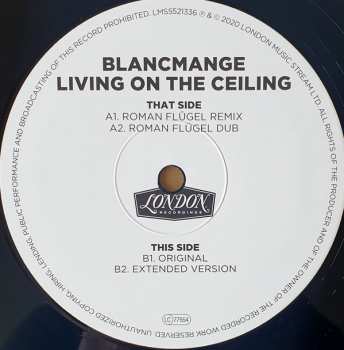 BLANCMANGE
LIVING ON THE CEILING
THAT SIDE
A1. ROMAN FLÜGEL REMIX
A2. ROMAN FLÜGEL DUB
LONDON
RECORDINGS
THIS SIDE
B1. ORIGINAL
B2. EXTENDED VERSION
LC 77554
LMS5521336 ℗ & © 2020 LONDON MUSIC STREAM LTD. ALL RIGHTS OF THE PRODUCER AND OF THE OWNER OF THE RECORDED WORK RESERVED. UNAUTHORIZED COPYING, HIRING, LENDING, PUBLIC PERFORMANCE AND BROADCASTING OF THIS RECORD PROHIBITED.